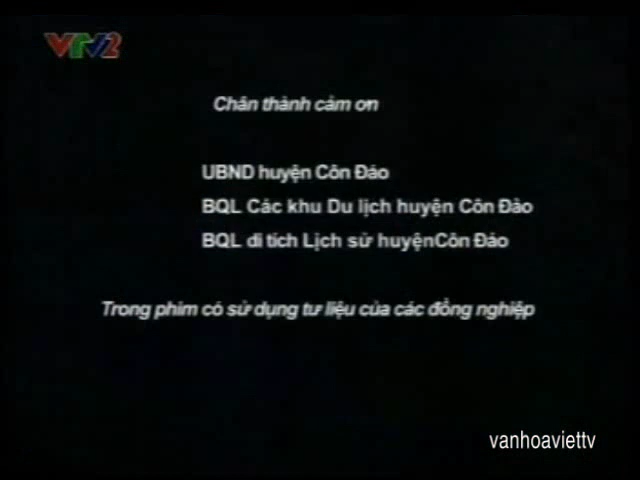 VTV2
Chân thành cảm ơn
UBND huyện Côn Đảo
BQL Các khu Du lịch huyện Côn Đảo
BQL di tích Lịch sử huyệnCôn Đảo
Trong phim có sử dụng tư liệu của các đồng nghiệp
vanhoaviettv